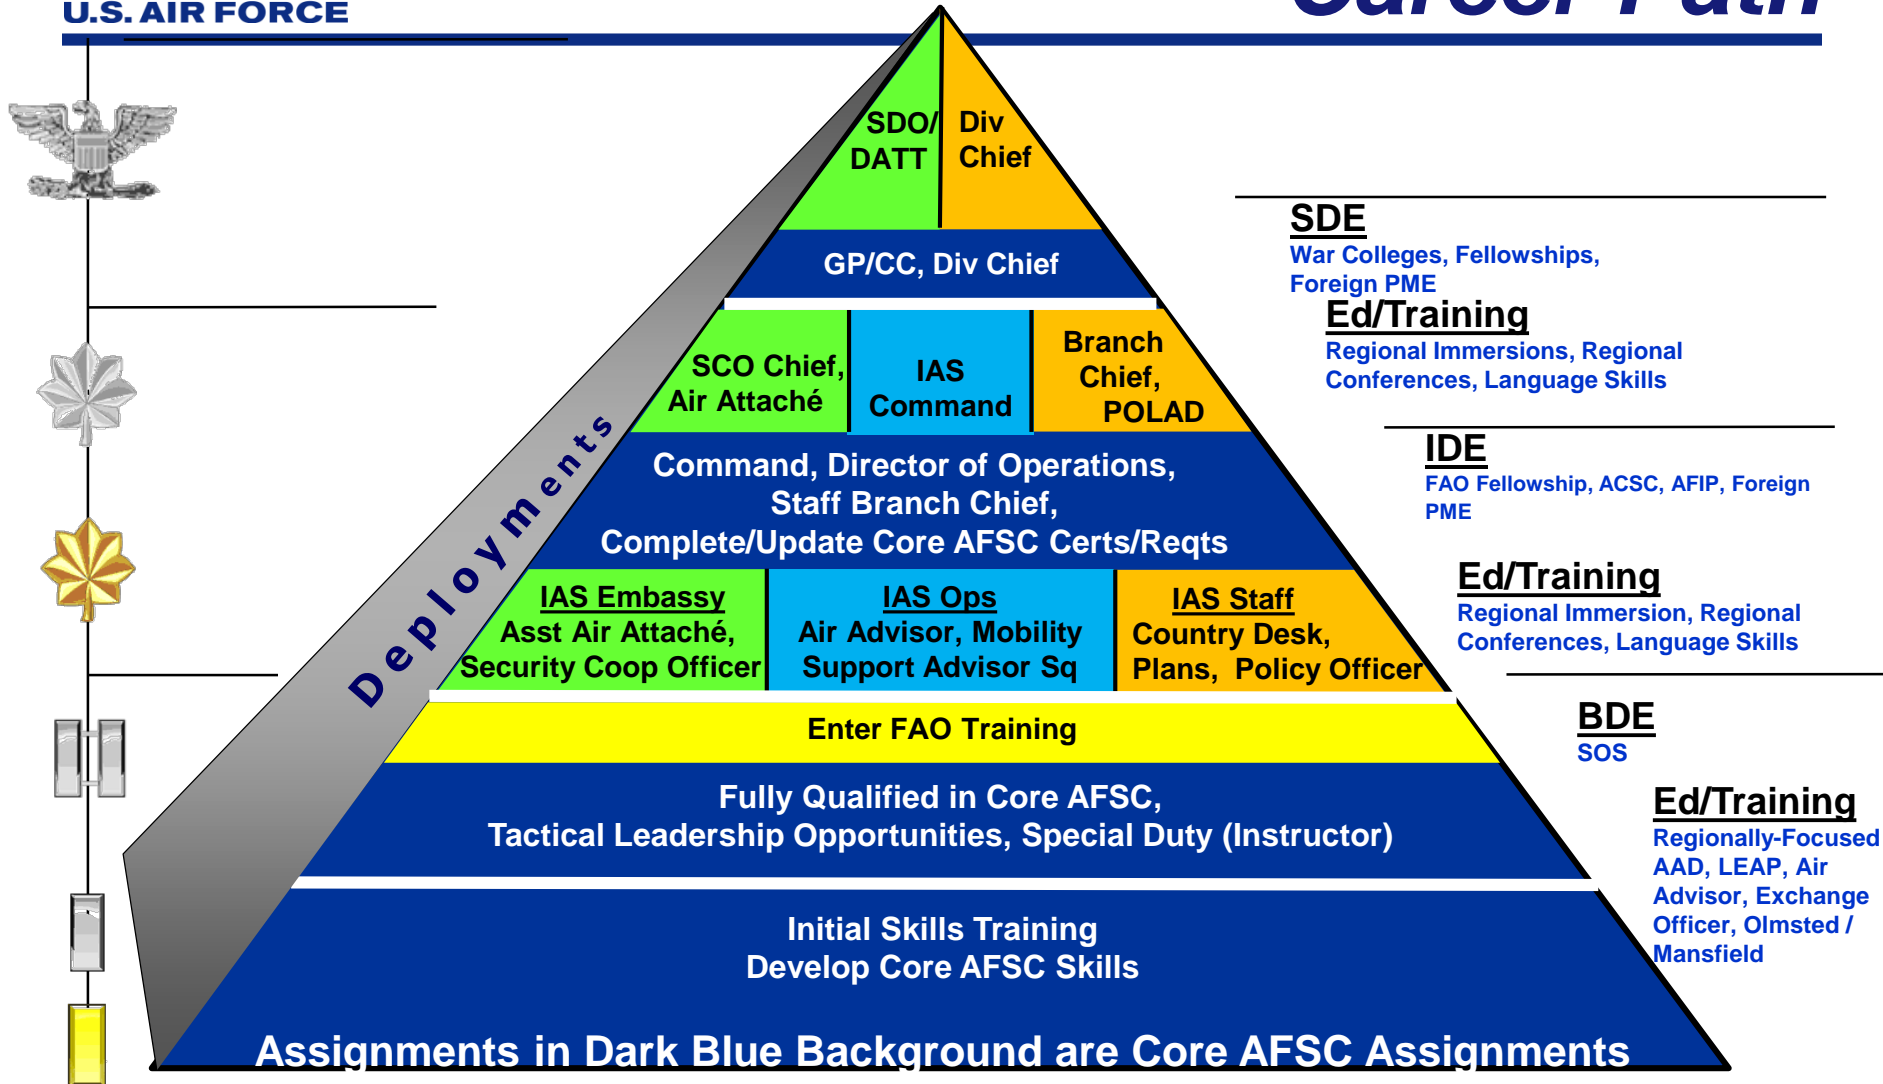 U.S. AIR FORCE
Career Path
SDO/
DATT
Div
Chief
GP/CC, Div Chief
SCO Chief,
Air Attaché
IAS
Command
Branch
Chief,
POLAD
Command, Director of Operations,
Staff Branch Chief,
Complete/Update Core AFSC Certs/Reqts
IAS Embassy
Asst Air Attaché,
Security Coop Officer
IAS Ops
Air Advisor, Mobility
Support Advisor Sq
IAS Staff
Country Desk,
Plans, Policy Officer
Enter FAO Training
Fully Qualified in Core AFSC,
Tactical Leadership Opportunities, Special Duty (Instructor)
Initial Skills Training
Develop Core AFSC Skills
Assignments in Dark Blue Background are Core AFSC Assignments
Deployments
SDE
War Colleges, Fellowships,
Foreign PME
Ed/Training
Regional Immersions, Regional
Conferences, Language Skills
IDE
FAO Fellowship, ACSC, AFIP, Foreign
PME
Ed/Training
Regional Immersion, Regional
Conferences, Language Skills
BDE
SOS
Ed/Training
Regionally-Focused
AAD, LEAP, Air
Advisor, Exchange
Officer, Olmsted /
Mansfield